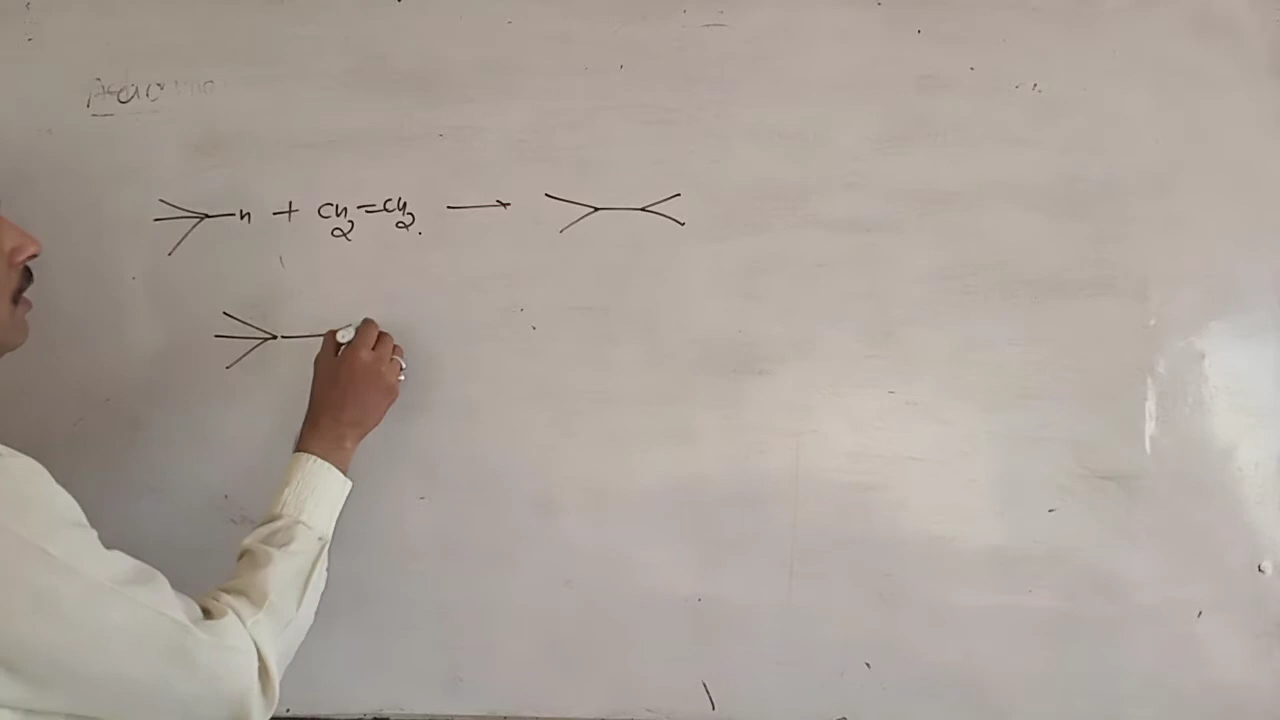 n + CH2=CH2. →